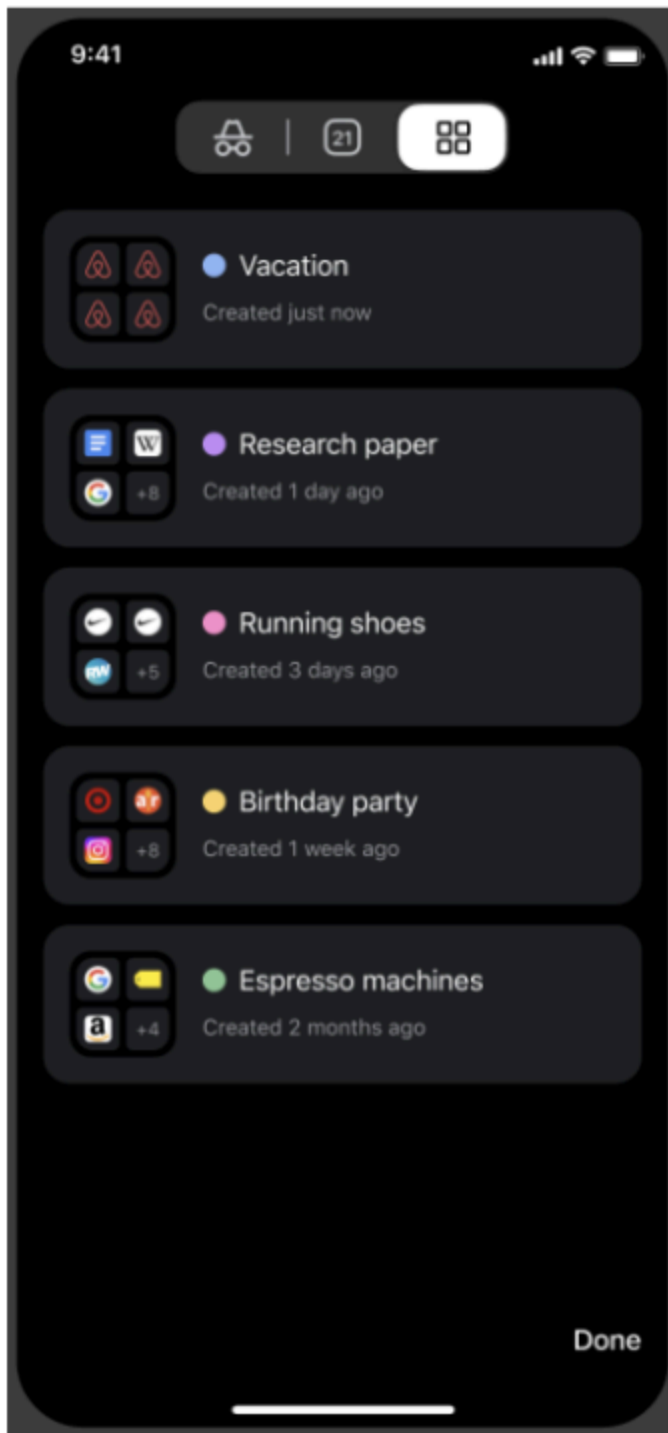 9:41
21
Vacation
Created just now
W
Research paper
Created 1 day ago
+8
Running shoes
RW
+5
Created 3 days ago
Birthday party
a'r
+8
Created 1 week ago
Espresso machines
a
+4
Created 2 months ago
Done